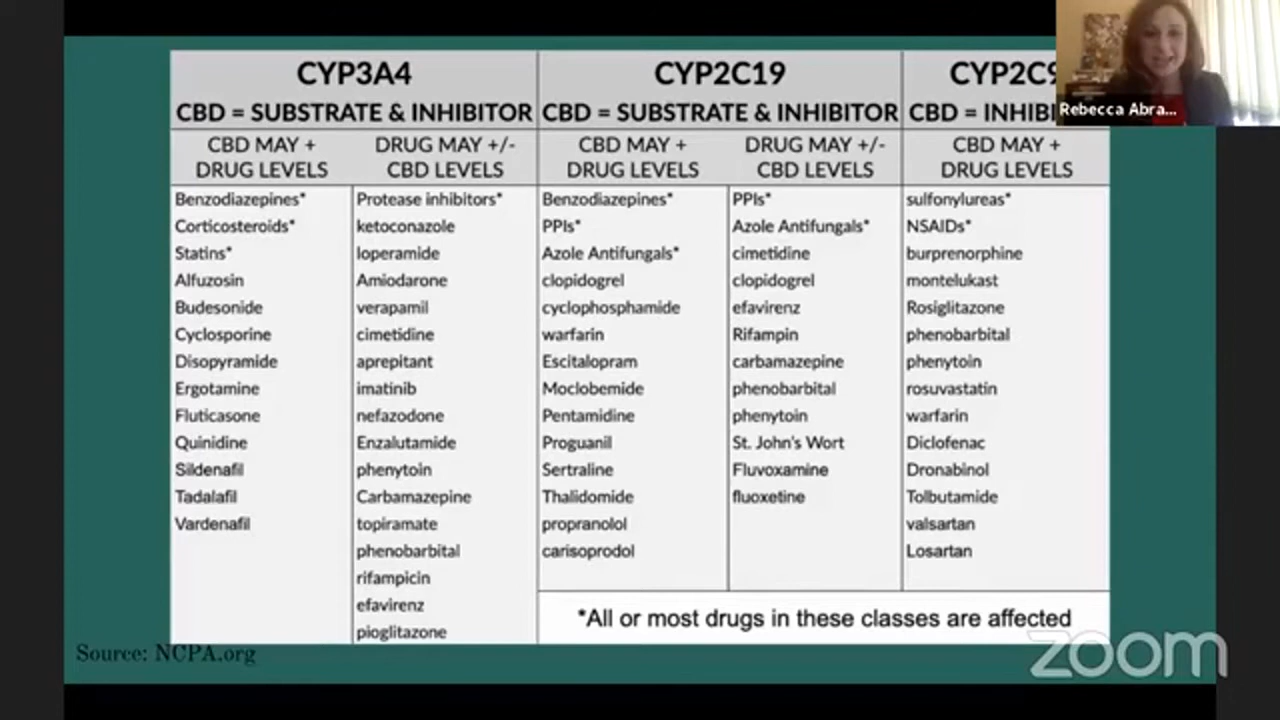 CYP3A4
CBD = SUBSTRATE & INHIBITOR
CBD MAY +
DRUG LEVELS
Benzodiazepines*
Corticosteroids*
Statins*
Alfuzosin
Budesonide
Cyclosporine
Disopyramide
Ergotamine
Fluticasone
Quinidine
Sildenafil
Tadalafil
Vardenafil
DRUG MAY +/-
CBD LEVELS
Protease inhibitors*
ketoconazole
loperamide
Amiodarone
verapamil
cimetidine
aprepitant
imatinib
nefazodone
Enzalutamide
phenytoin
Carbamazepine
topiramate
phenobarbital
rifampicin
efavirenz
pioglitazone
CYP2C19
CBD = SUBSTRATE & INHIBITOR
CBD MAY +
DRUG LEVELS
Benzodiazepines*
PPIs*
Azole Antifungals*
clopidogrel
cyclophosphamide
warfarin
Escitalopram
Moclobemide
Pentamidine
Proguanil
Sertraline
Thalidomide
propranolol
carisoprodol
DRUG MAY +/-
CBD LEVELS
PPIs*
Azole Antifungals*
cimetidine
clopidogrel
efavirenz
Rifampin
carbamazepine
phenobarbital
phenytoin
St. John's Wort
Fluvoxamine
fluoxetine
CYP2C9
CBD = INHIB
CBD MAY +
DRUG LEVELS
sulfonylureas*
NSAIDs*
burprenorphine
montelukast
Rosiglitazone
phenobarbital
phenytoin
rosuvastatin
warfarin
Diclofenac
Dronabinol
Tolbutamide
valsartan
Losartan
*All or most drugs in these classes are affected
Source: NCPA.org
Rebecca Abra...
zoom